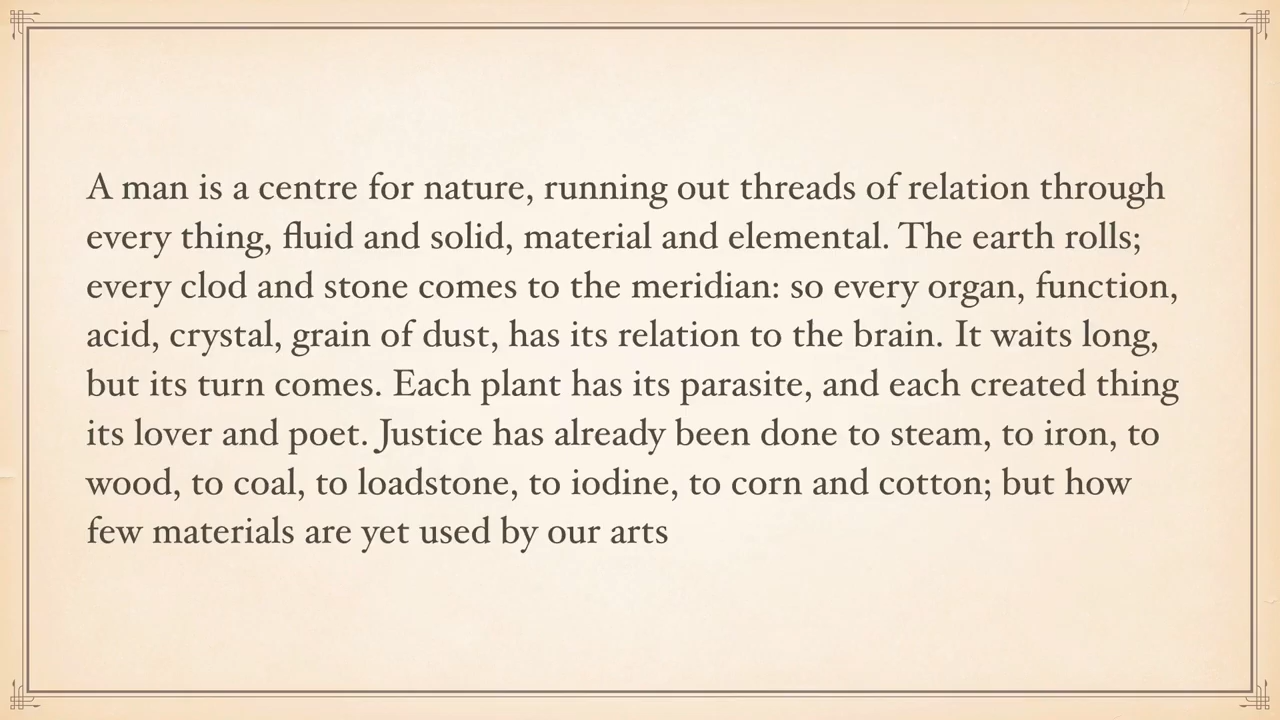 A man is a centre for nature, running out threads of relation through
every thing, fluid and solid, material and elemental. The earth rolls;
every clod and stone comes to the meridian: so every organ, function,
acid, crystal, grain of dust, has its relation to the brain. It waits long,
but its turn comes. Each plant has its parasite, and each created thing
its lover and poet. Justice has already been done to steam, to iron, to
wood, to coal, to loadstone, to iodine, to corn and cotton; but how
few materials are yet used by our arts